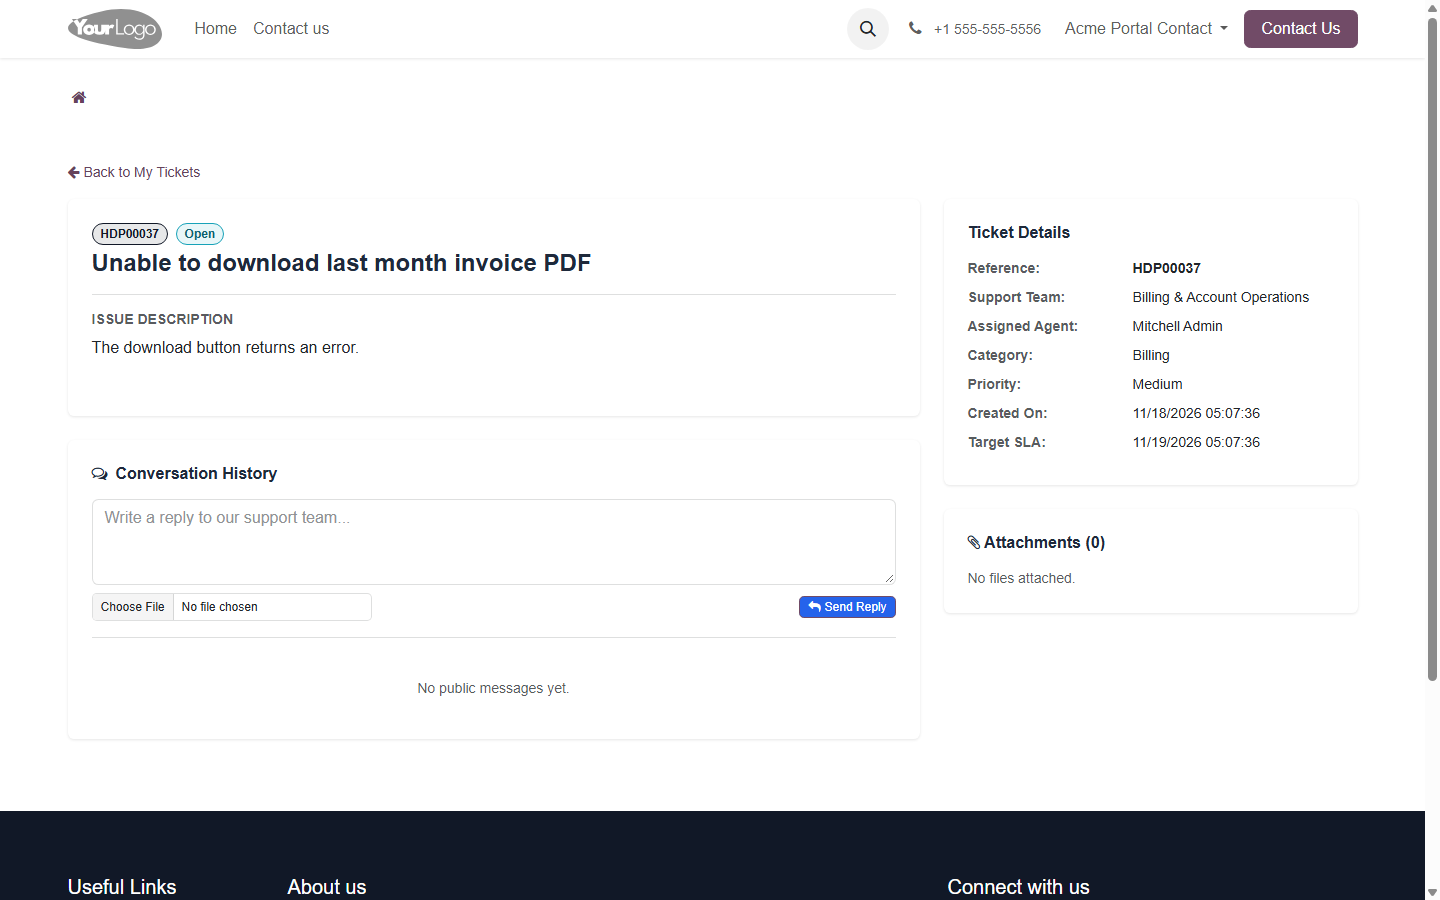 YourLogo
Home
Contact us
+1 555-555-5556
Acme Portal Contact
Contact Us
Back to My Tickets
HDP00037
Open
Unable to download last month invoice PDF
ISSUE DESCRIPTION
The download button returns an error.
Conversation History
Write a reply to our support team...
Choose File No file chosen
Send Reply
No public messages yet.
Ticket Details
Reference: HDP00037
Support Team: Billing & Account Operations
Assigned Agent: Mitchell Admin
Category: Billing
Priority: Medium
Created On: 11/18/2026 05:07:36
Target SLA: 11/19/2026 05:07:36
Attachments (0)
No files attached.
Useful Links
About us
Connect with us